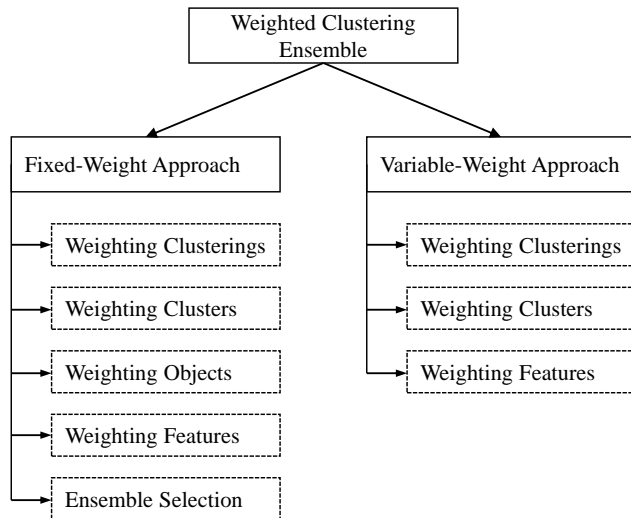 Weighted Clustering
Ensemble
Fixed-Weight Approach
Weighting Clusterings
Weighting Clusters
Weighting Objects
Weighting Features
Ensemble Selection
Variable-Weight Approach
Weighting Clusterings
Weighting Clusters
Weighting Features